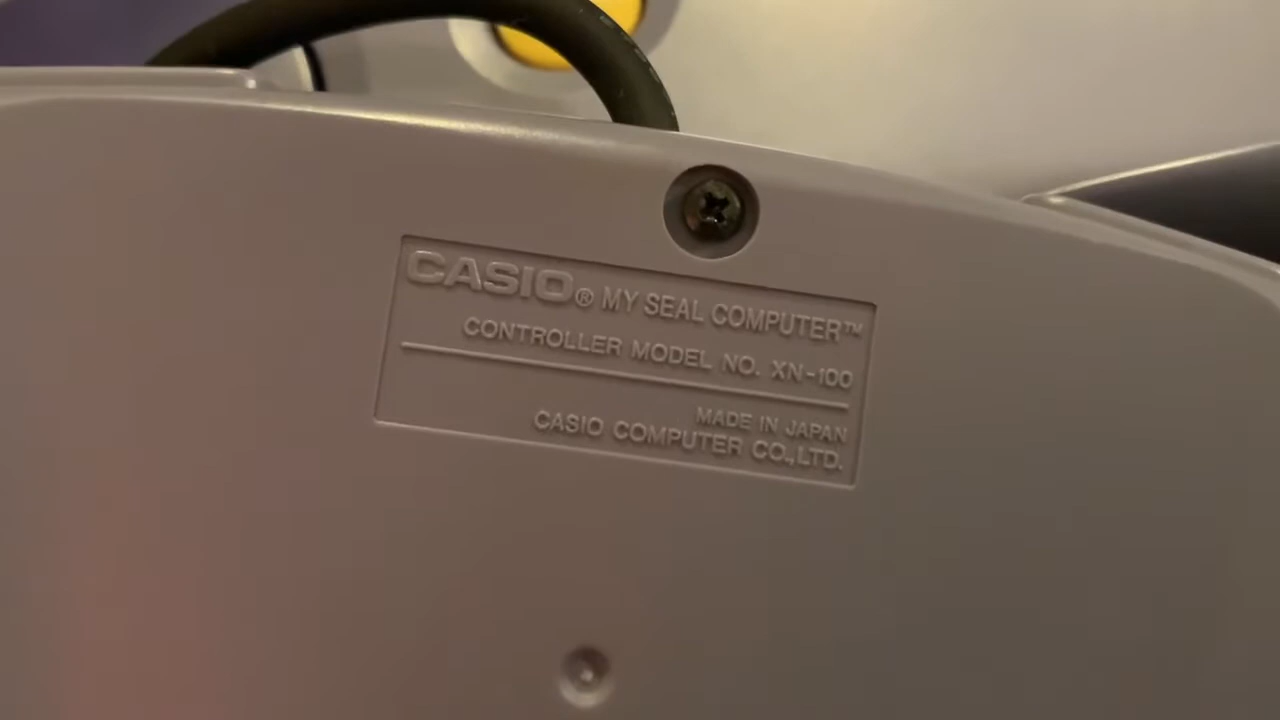 CASIO® MY SEAL COMPUTER™
CONTROLLER MODEL NO. XN-100
MADE IN JAPAN
CASIO COMPUTER CO.,LTD.